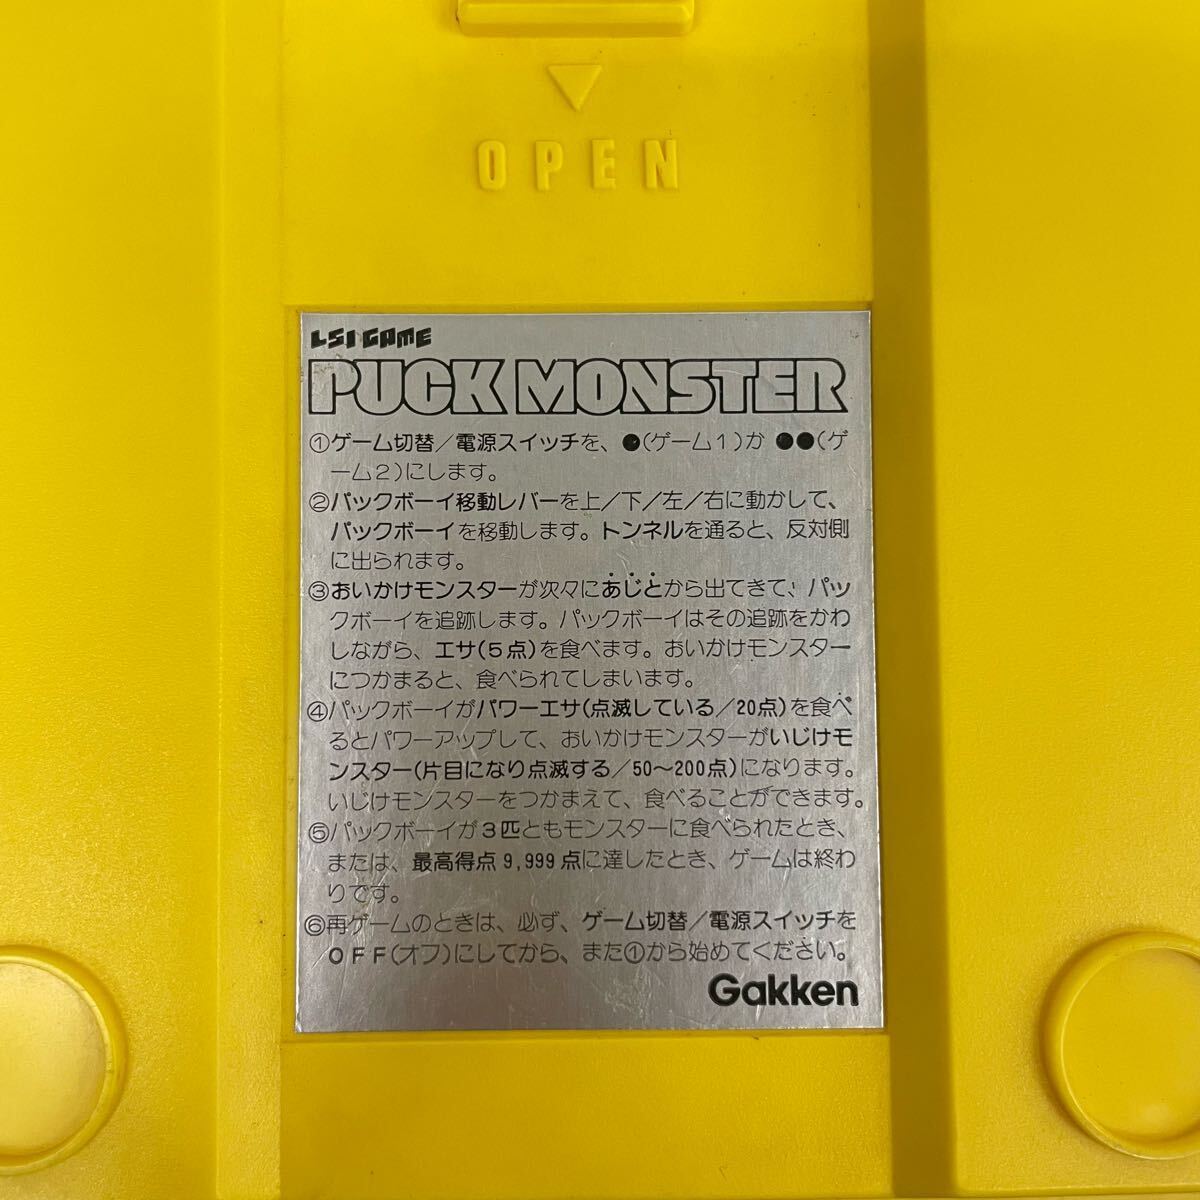 OPEN
LSI GAME
PUCK MONSTER
①ゲーム切替／電源スイッチを、●(ゲーム1)か ●●(ゲ
ーム2)にします。
②パックボーイ移動レバーを上／下／左／右に動かして、
パックボーイを移動します。トンネルを通ると、反対側
に出られます。
③おいかけモンスターが次々にあじとから出てきて、パッ
クボーイを追跡します。パックボーイはその追跡をかわ
しながら、エサ(5点)を食べます。おいかけモンスター
につかまると、食べられてしまいます。
④パックボーイがパワーエサ(点滅している／20点)を食べ
るとパワーアップして、おいかけモンスターがいじけモ
ンスター(片目になり点滅する／50〜200点)になります。
いじけモンスターをつかまえて、食べることができます。
⑤パックボーイが3匹ともモンスターに食べられたとき、
または、最高得点9,999点に達したとき、ゲームは終わ
りです。
⑥再ゲームのときは、必ず、ゲーム切替／電源スイッチを
OFF(オフ)にしてから、また①から始めてください。
Gakken